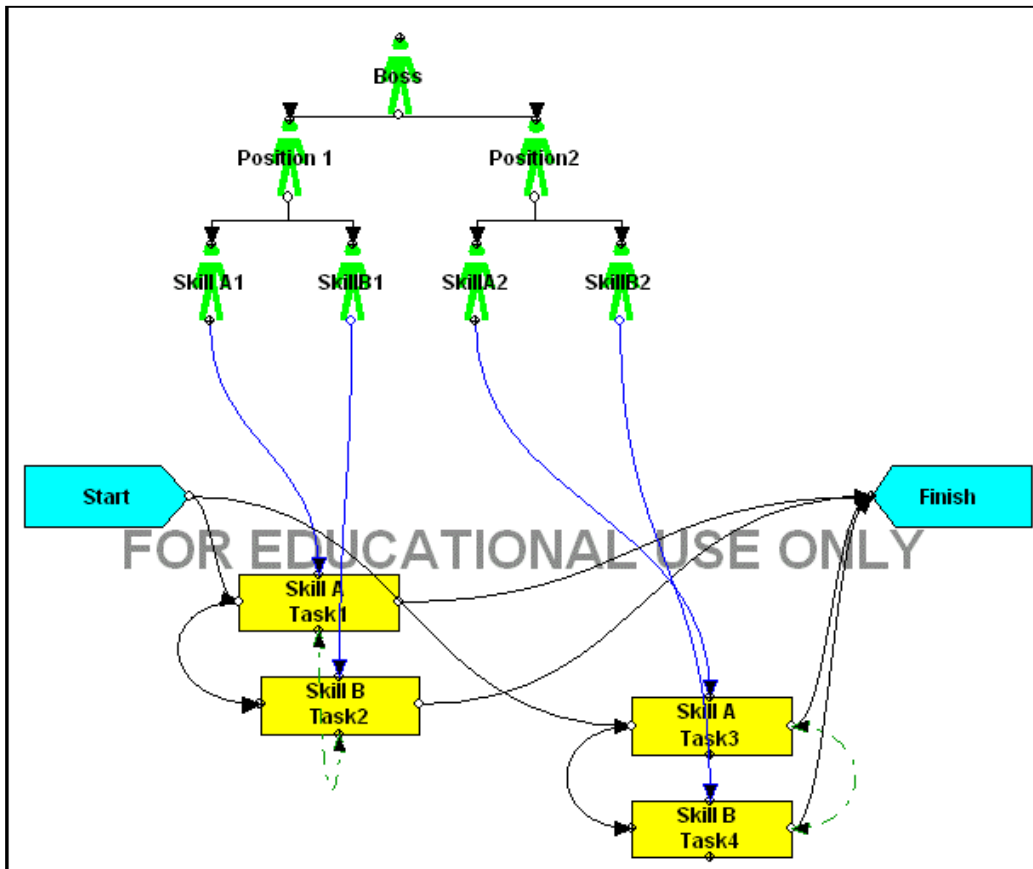 Boss
Position 1
Position2
Skill A1
SkillB1
SkillA2
SkillB2
Start
Finish
FOR EDUCATIONAL USE ONLY
Skill A
Task1
Skill B
Task2
Skill A
Task3
Skill B
Task4